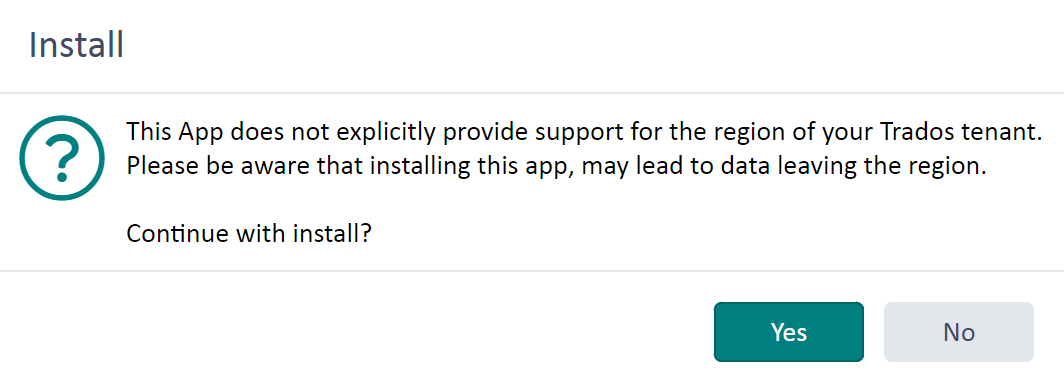 Install
This App does not explicitly provide support for the region of your Trados tenant.
Please be aware that installing this app, may lead to data leaving the region.
Continue with install?
Yes
No